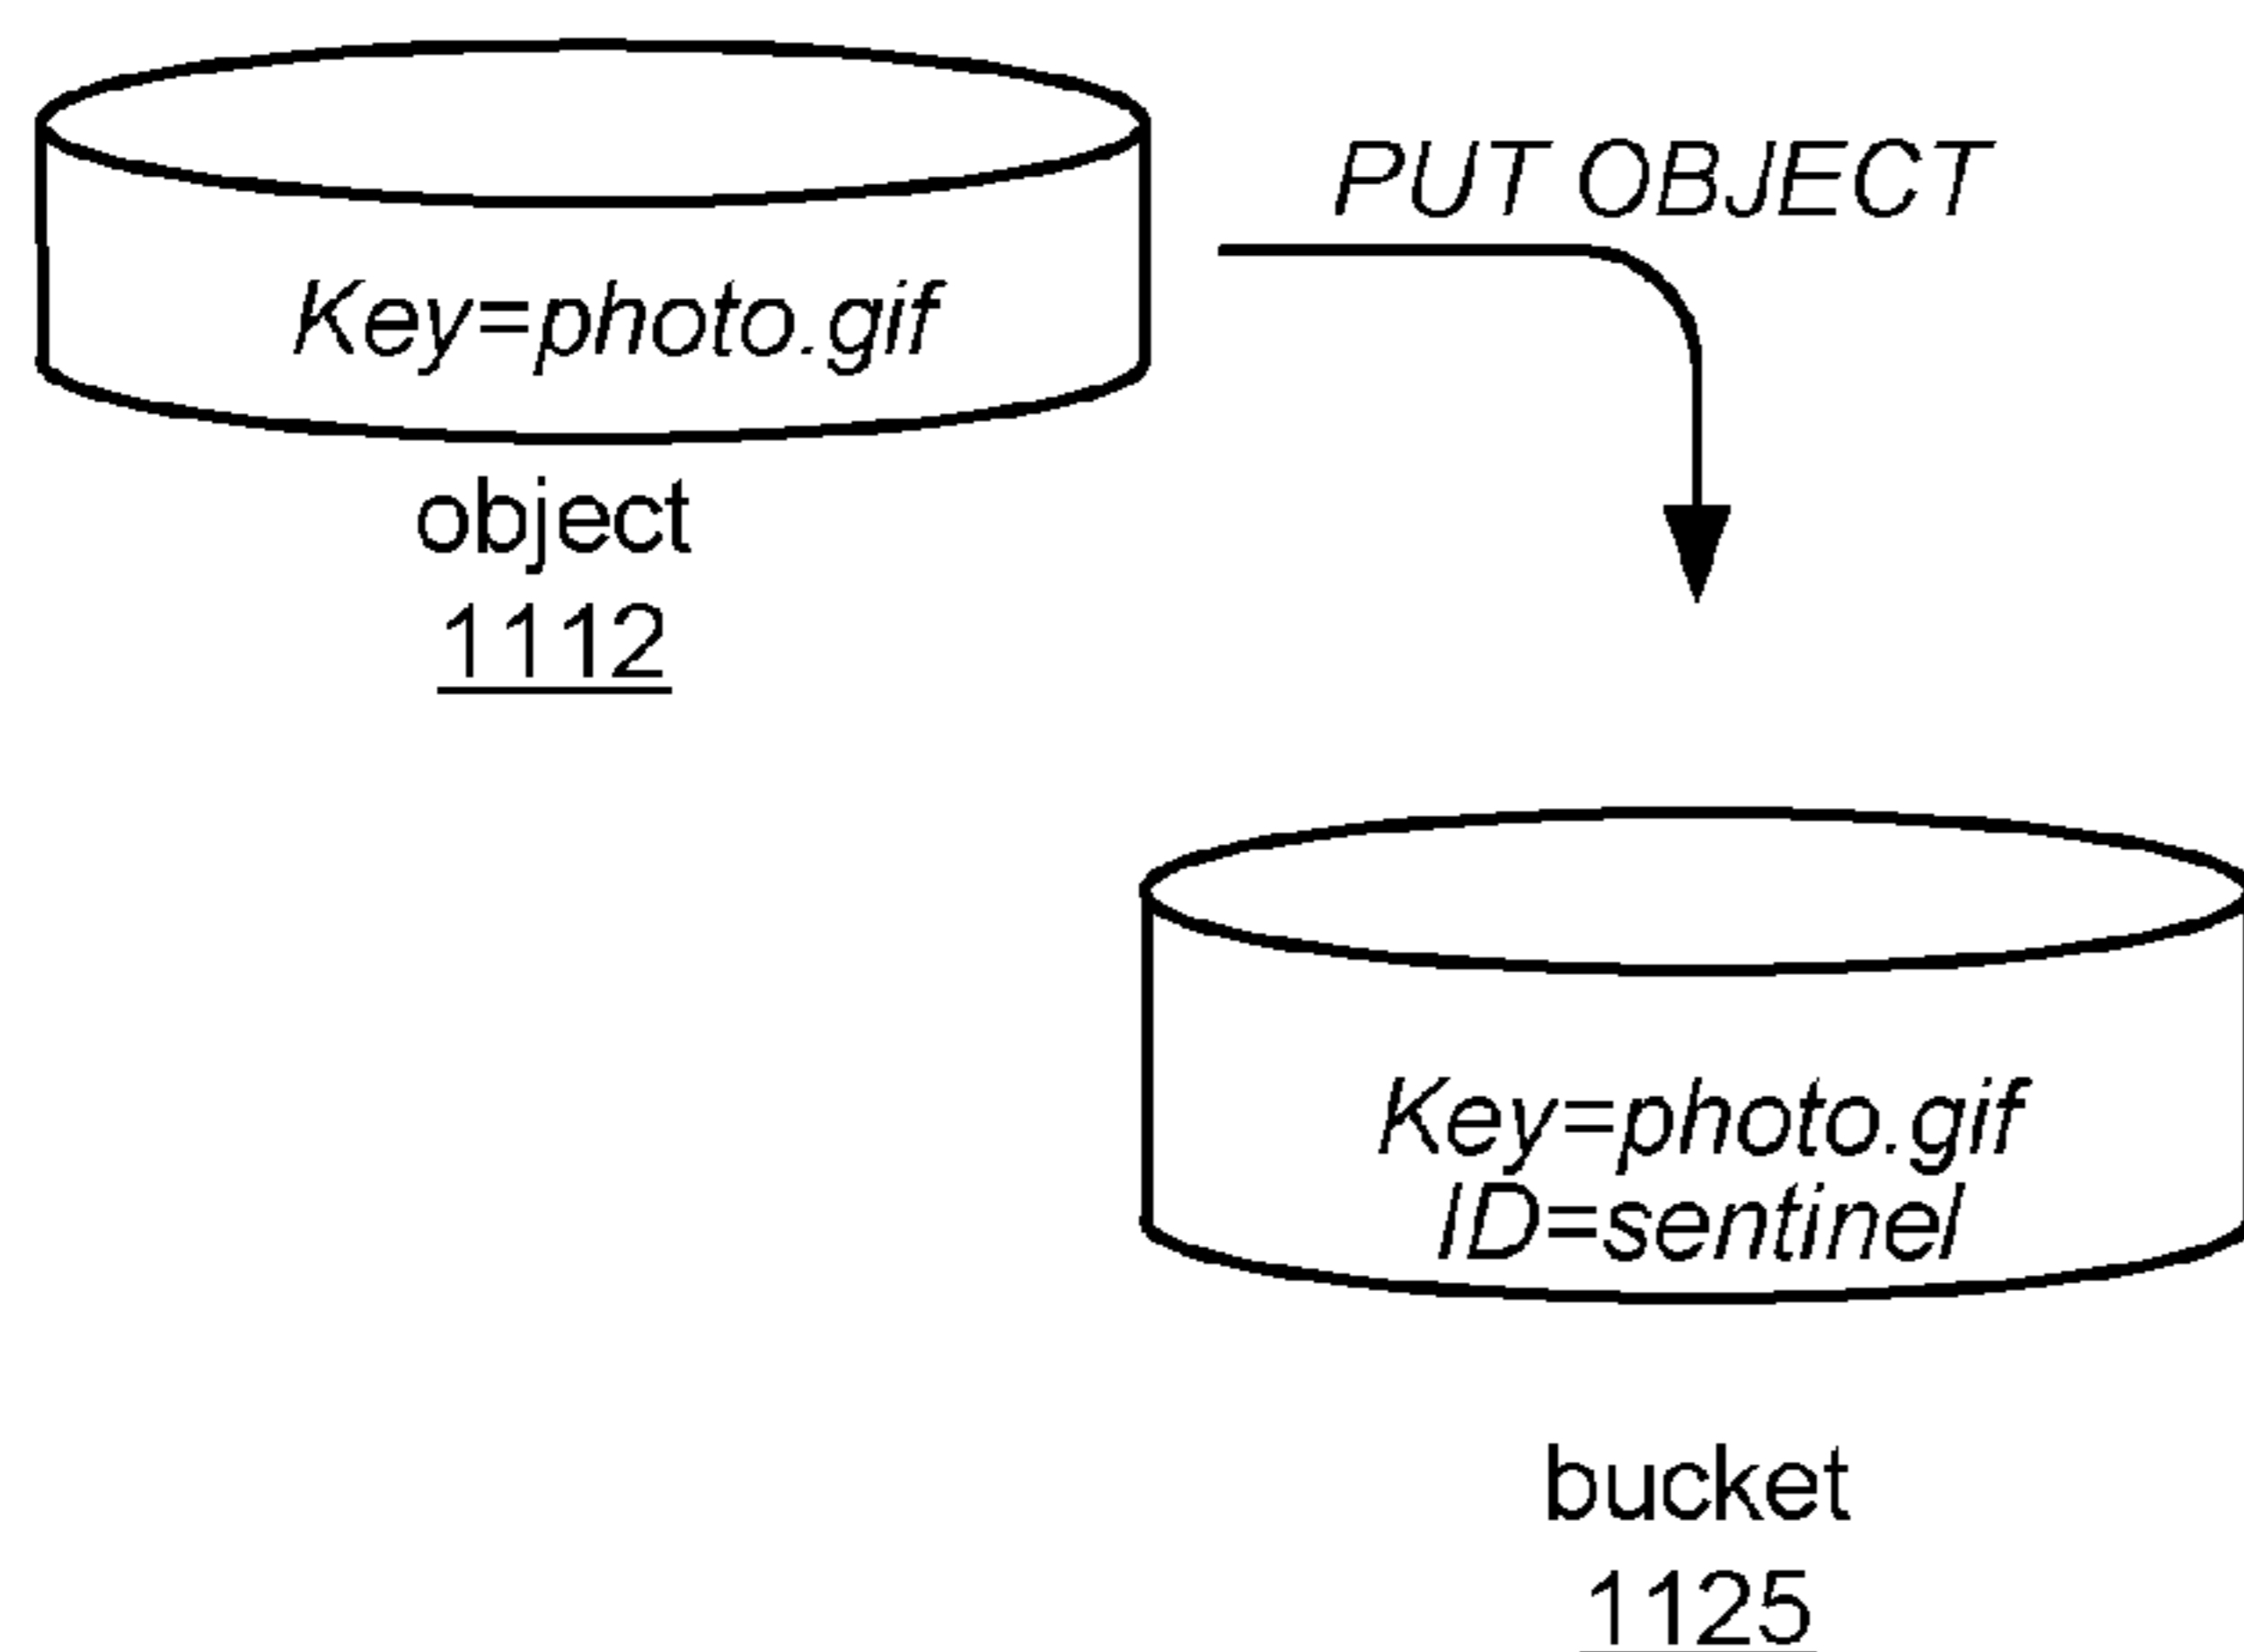 PUT OBJECT
Key=photo.gif
object
1112
Key=photo.gif
ID=sentinel
bucket
1125